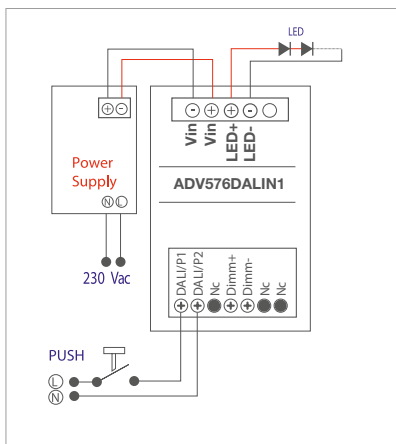 LED
+ -
- + + -
Vin
Vin
LED+
LED-
Power
Supply
ADV576DALIN1
N L
230 Vac
DALI/P1
DALI/P2
Nc
Dimm+
Dimm-
Nc
Nc
PUSH
L
N